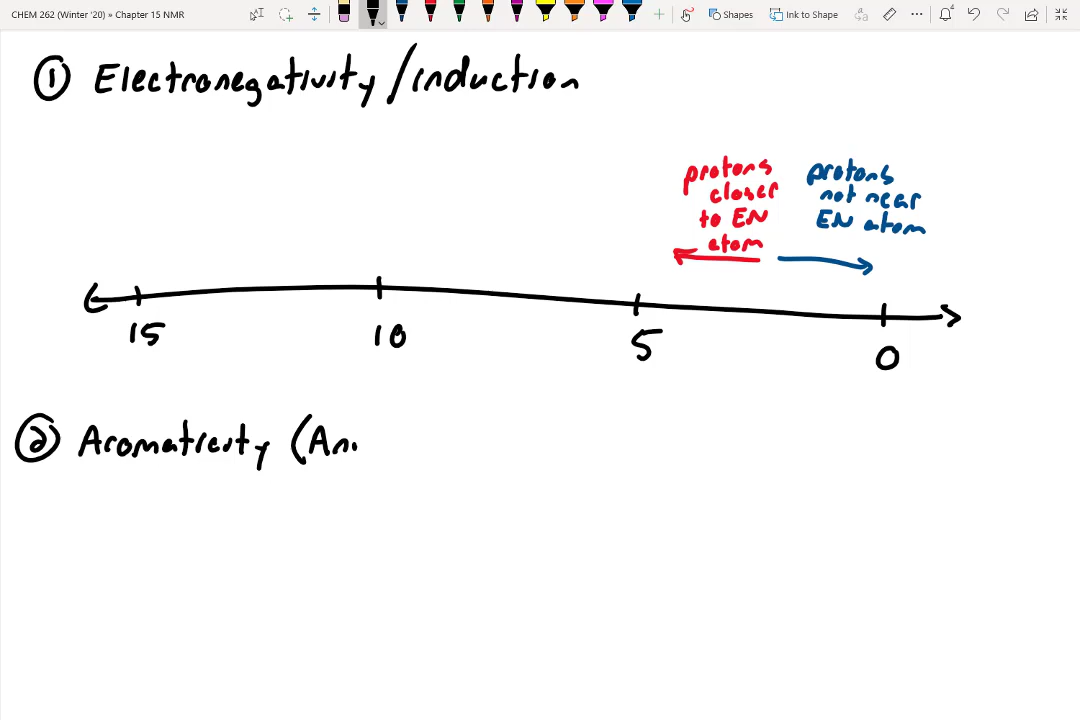 CHEM 262 (Winter '20) » Chapter 15 NMR
Shapes
Ink to Shape
① Electronegativity/induction
protons
closer
to EN
atom
protons
not near
EN atom
15 10 5 0
② Aromaticity (Ani